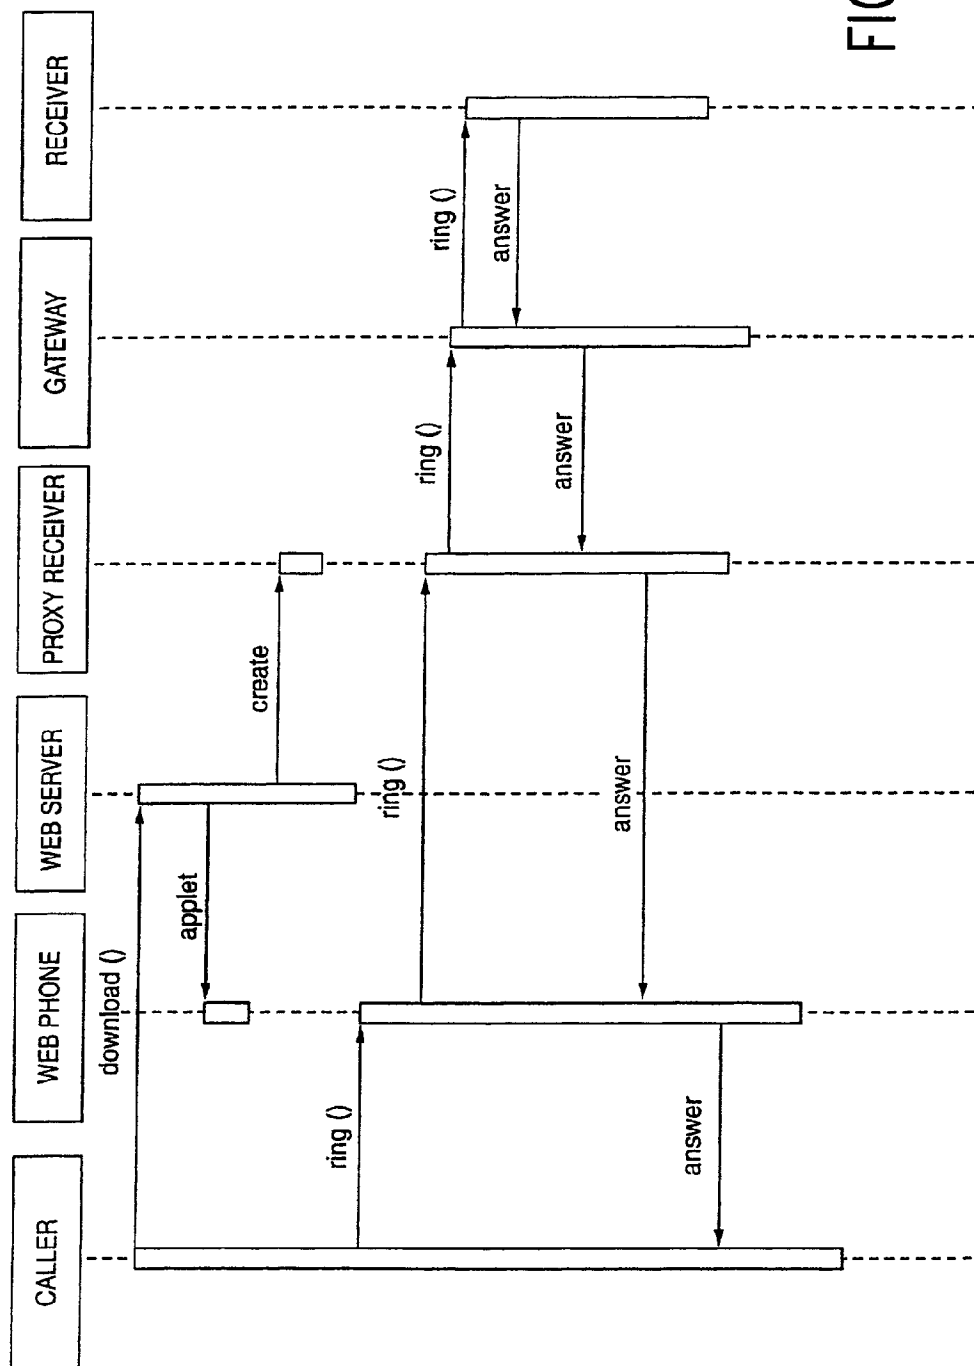 CALLER
WEB PHONE
WEB SERVER
PROXY RECEIVER
GATEWAY
RECEIVER
download ()
applet
create
ring ()
ring ()
ring ()
ring ()
answer
answer
answer
answer